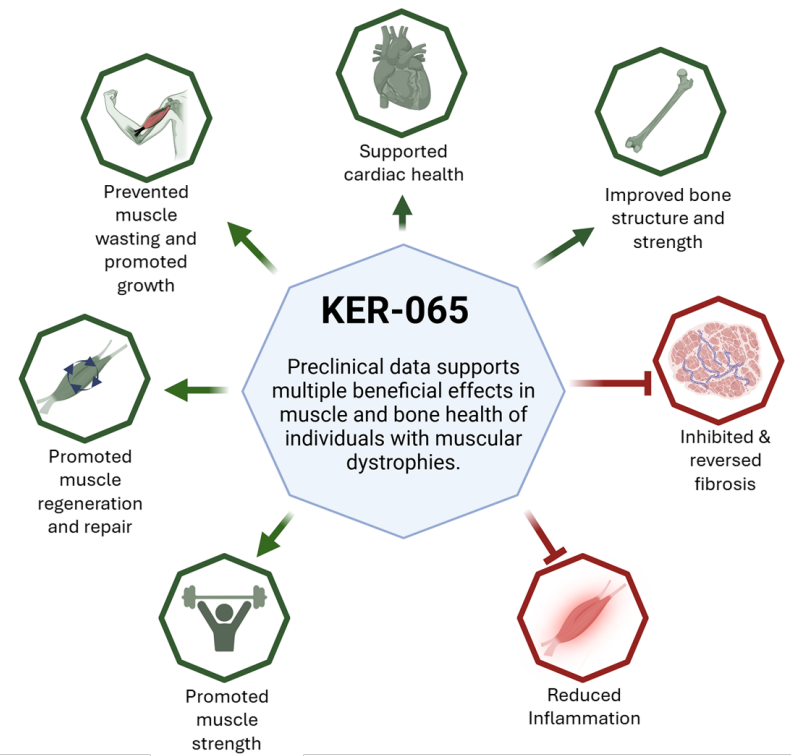 Supported
cardiac health
Prevented
muscle
wasting and
promoted
growth
Improved bone
structure and
strength
KER-065
Preclinical data supports
multiple beneficial effects in
muscle and bone health of
individuals with muscular
dystrophies.
Promoted
muscle
regeneration
and repair
Inhibited &
reversed
fibrosis
Promoted
muscle
strength
Reduced
Inflammation